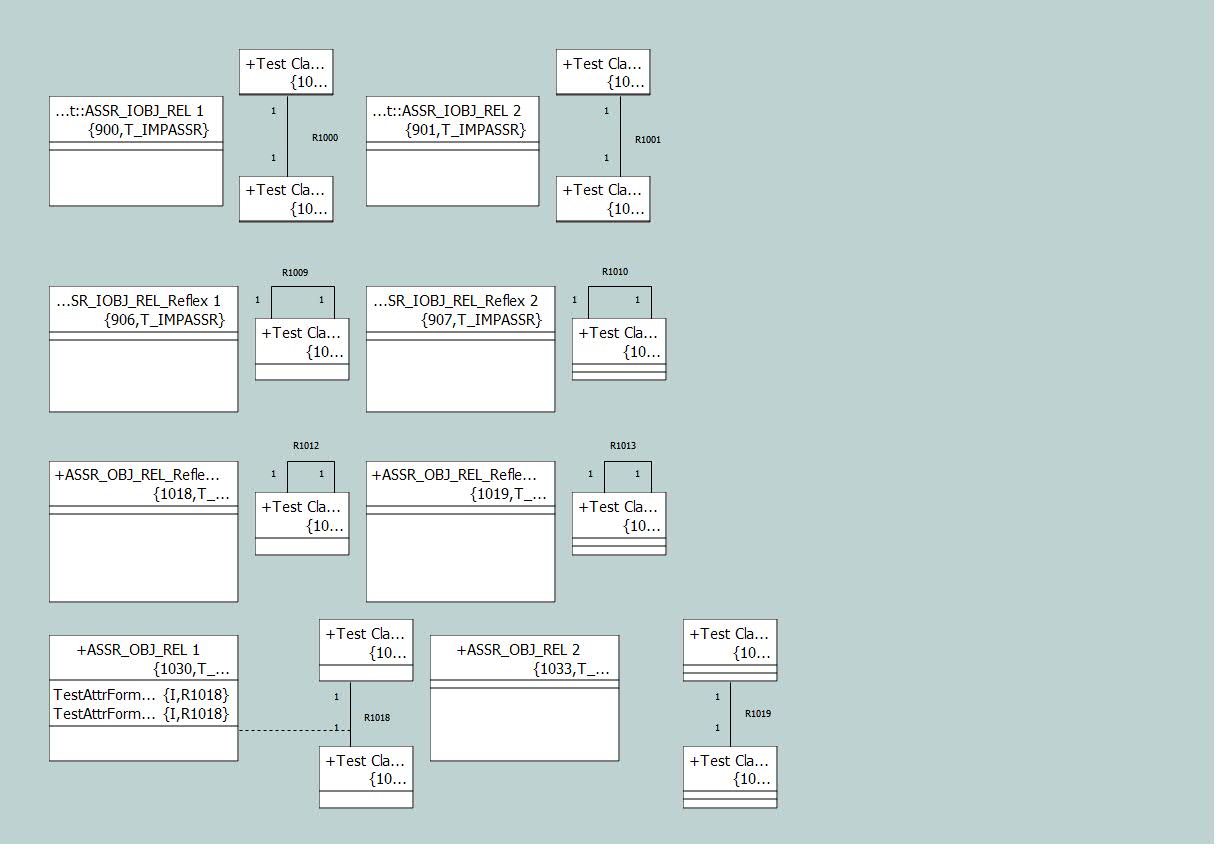 +Test Cla...
{10...
...t::ASSR_IOBJ_REL 1
{900,T_IMPASSR}
1
R1000
1
+Test Cla...
{10...
+Test Cla...
{10...
...t::ASSR_IOBJ_REL 2
{901,T_IMPASSR}
1
R1001
1
+Test Cla...
{10...
R1009
...SR_IOBJ_REL_Reflex 1
{906,T_IMPASSR}
1
1
+Test Cla...
{10...
R1010
...SR_IOBJ_REL_Reflex 2
{907,T_IMPASSR}
1
1
+Test Cla...
{10...
R1012
+ASSR_OBJ_REL_Refle...
{1018,T_...
1
1
+Test Cla...
{10...
R1013
+ASSR_OBJ_REL_Refle...
{1019,T_...
1
1
+Test Cla...
{10...
+ASSR_OBJ_REL 1
{1030,T_...
TestAttrForm... {I,R1018}
TestAttrForm... {I,R1018}
+Test Cla...
{10...
1
R1018
1
+Test Cla...
{10...
+ASSR_OBJ_REL 2
{1033,T_...
+Test Cla...
{10...
1
R1019
1
+Test Cla...
{10...